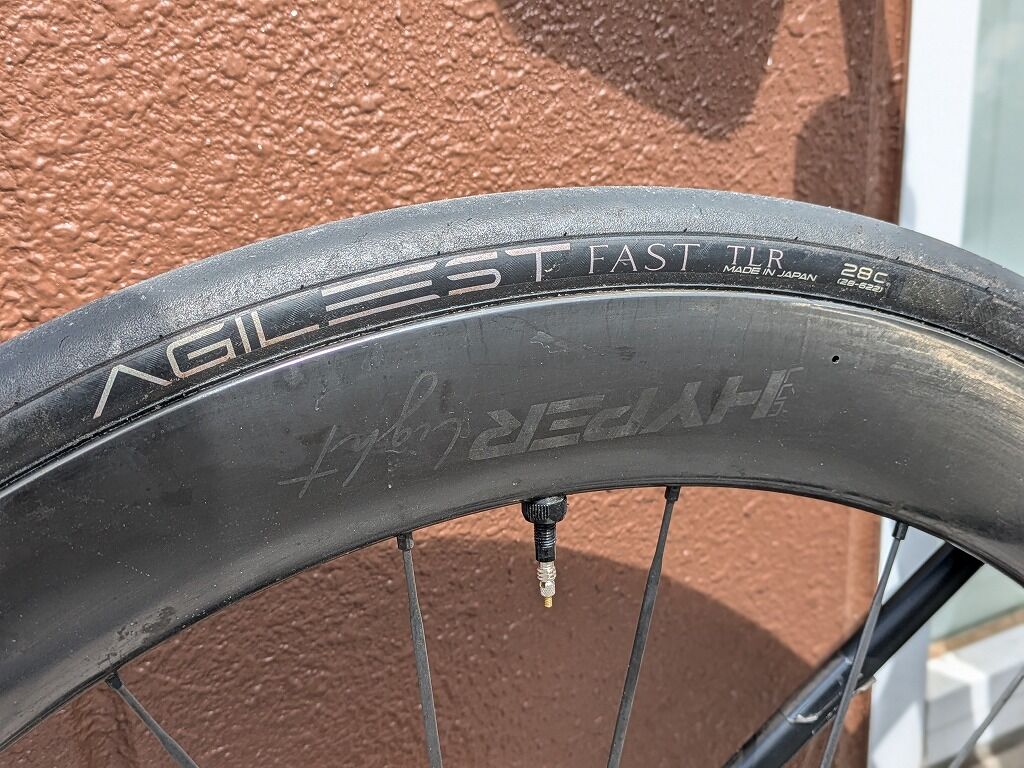 AGILEST FAST TLR
MADE IN JAPAN
28C
(28-622)
HYPER
Light